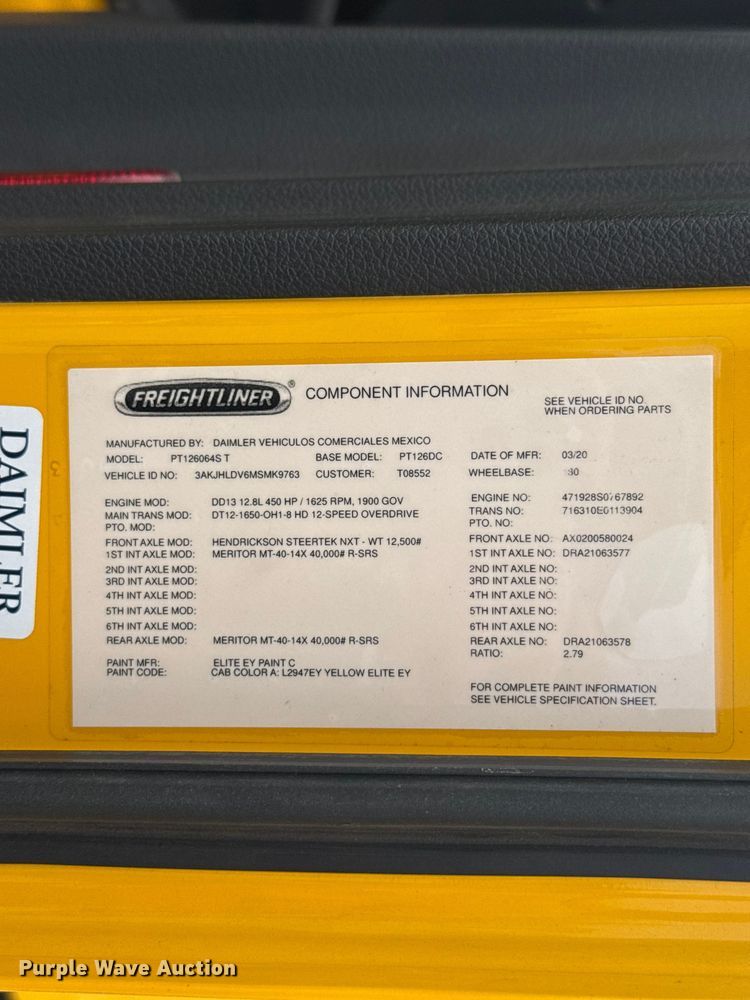 FREIGHTLINER® COMPONENT INFORMATION
SEE VEHICLE ID NO
WHEN ORDERING PARTS
MANUFACTURED BY: DAIMLER VEHICULOS COMERCIALES MEXICO
MODEL: PT126064S T BASE MODEL: PT126DC DATE OF MFR: 03/20
VEHICLE ID NO: 3AKJHLDV6MSMK9763 CUSTOMER: T08552 WHEELBASE:
ENGINE MOD: DD13 12.8L 450 HP / 1625 RPM, 1900 GOV ENGINE NO: 471928S0767892
MAIN TRANS MOD: DT12-1650-OH1-8 HD 12-SPEED OVERDRIVE TRANS NO: 716310E0113904
PTO. MOD: PTO. NO:
FRONT AXLE MOD: HENDRICKSON STEERTEK NXT - WT 12,500# FRONT AXLE NO: AX0200580024
1ST INT AXLE MOD: MERITOR MT-40-14X 40,000# R-SRS 1ST INT AXLE NO: DRA21063577
2ND INT AXLE MOD: 2ND INT AXLE NO:
3RD INT AXLE MOD: 3RD INT AXLE NO:
4TH INT AXLE MOD: 4TH INT AXLE NO:
5TH INT AXLE MOD: 5TH INT AXLE NO:
6TH INT AXLE MOD: 6TH INT AXLE NO:
REAR AXLE MOD: MERITOR MT-40-14X 40,000# R-SRS REAR AXLE NO: DRA21063578
RATIO: 2.79
PAINT MFR: ELITE EY PAINT C
PAINT CODE: CAB COLOR A: L2947EY YELLOW ELITE EY
FOR COMPLETE PAINT INFORMATION
SEE VEHICLE SPECIFICATION SHEET.
DAIMLER
Purple Wave Auction